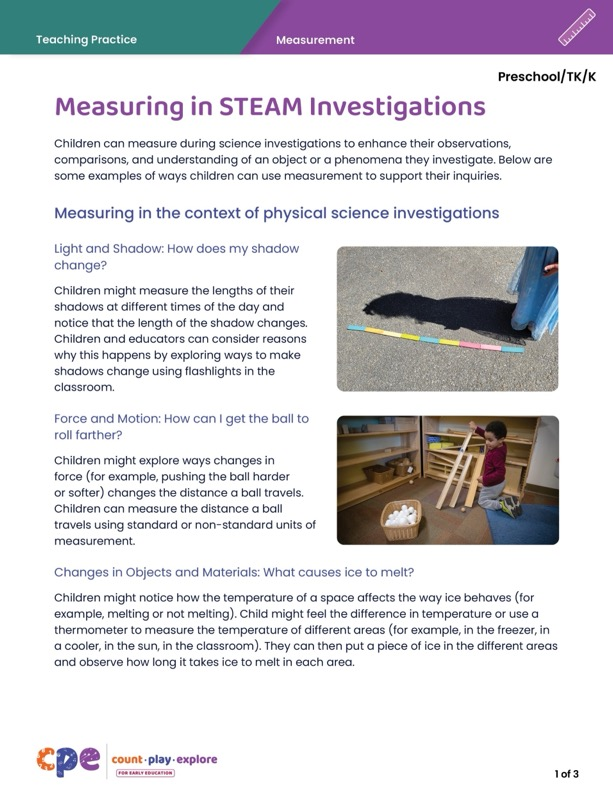 Teaching Practice
Measurement
Preschool/TK/K
Measuring in STEAM Investigations
Children can measure during science investigations to enhance their observations,
comparisons, and understanding of an object or a phenomena they investigate. Below are
some examples of ways children can use measurement to support their inquiries.
Measuring in the context of physical science investigations
Light and Shadow: How does my shadow
change?
Children might measure the lengths of their
shadows at different times of the day and
notice that the length of the shadow changes.
Children and educators can consider reasons
why this happens by exploring ways to make
shadows change using flashlights in the
classroom.
Force and Motion: How can I get the ball to
roll farther?
Children might explore ways changes in
force (for example, pushing the ball harder
or softer) changes the distance a ball travels.
Children can measure the distance a ball
travels using standard or non-standard units of
measurement.
Changes in Objects and Materials: What causes ice to melt?
Children might notice how the temperature of a space affects the way ice behaves (for
example, melting or not melting). Child might feel the difference in temperature or use a
thermometer to measure the temperature of different areas (for example, in the freezer, in
a cooler, in the sun, in the classroom). They can then put a piece of ice in the different areas
and observe how long it takes ice to melt in each area.
cpe
count·play·explore
FOR EARLY EDUCATION
1 of 3